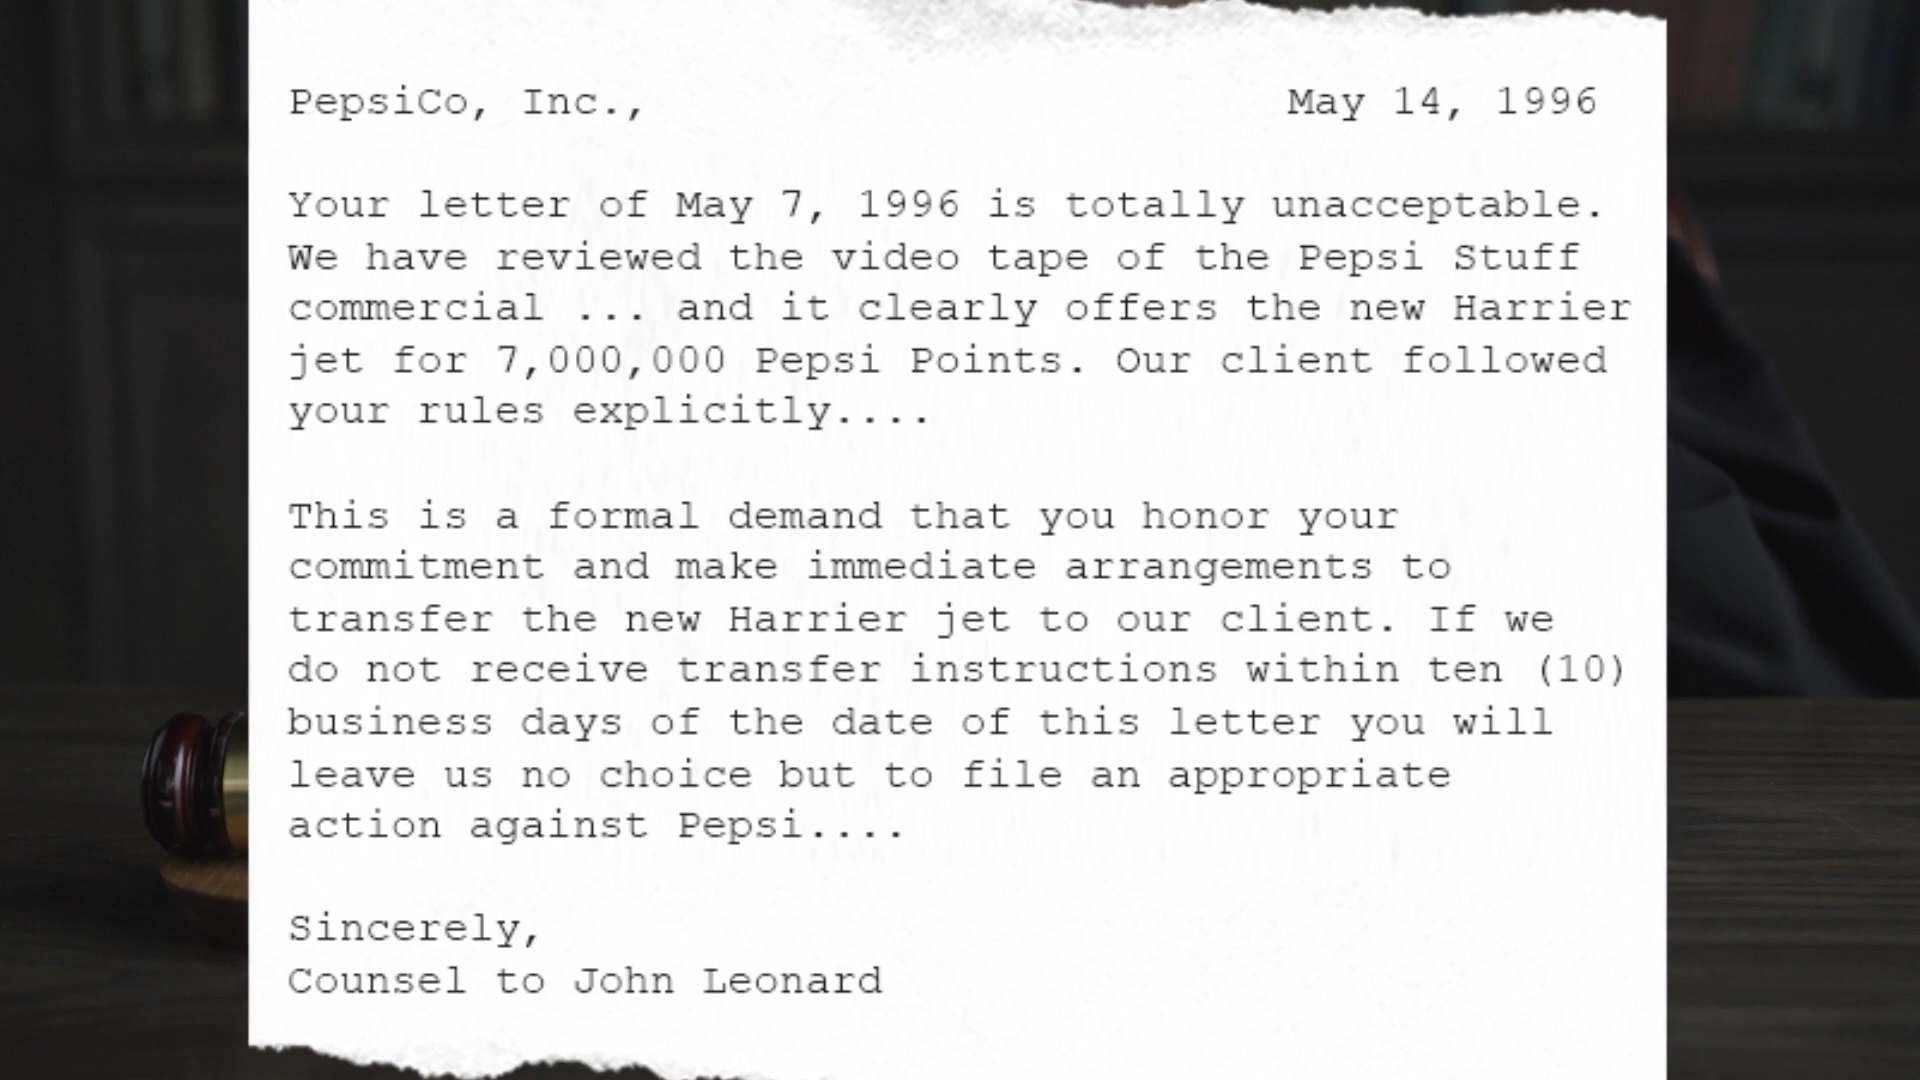 PepsiCo, Inc., May 14, 1996
Your letter of May 7, 1996 is totally unacceptable.
We have reviewed the video tape of the Pepsi Stuff
commercial ... and it clearly offers the new Harrier
jet for 7,000,000 Pepsi Points. Our client followed
your rules explicitly....
This is a formal demand that you honor your
commitment and make immediate arrangements to
transfer the new Harrier jet to our client. If we
do not receive transfer instructions within ten (10)
business days of the date of this letter you will
leave us no choice but to file an appropriate
action against Pepsi....
Sincerely,
Counsel to John Leonard